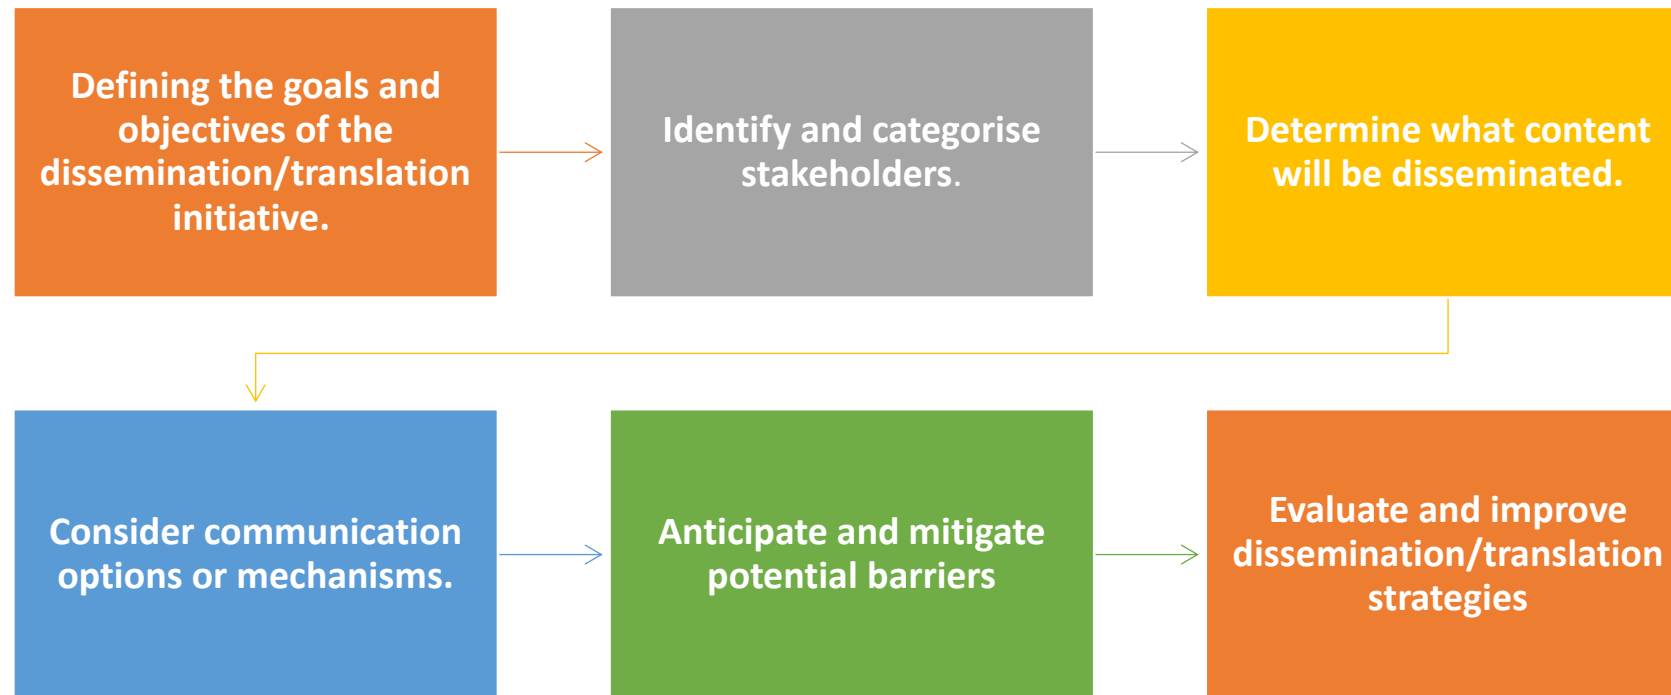 Defining the goals and
objectives of the
dissemination/translation
initiative.
Identify and categorise
stakeholders.
Determine what content
will be disseminated.
Consider communication
options or mechanisms.
Anticipate and mitigate
potential barriers
Evaluate and improve
dissemination/translation
strategies